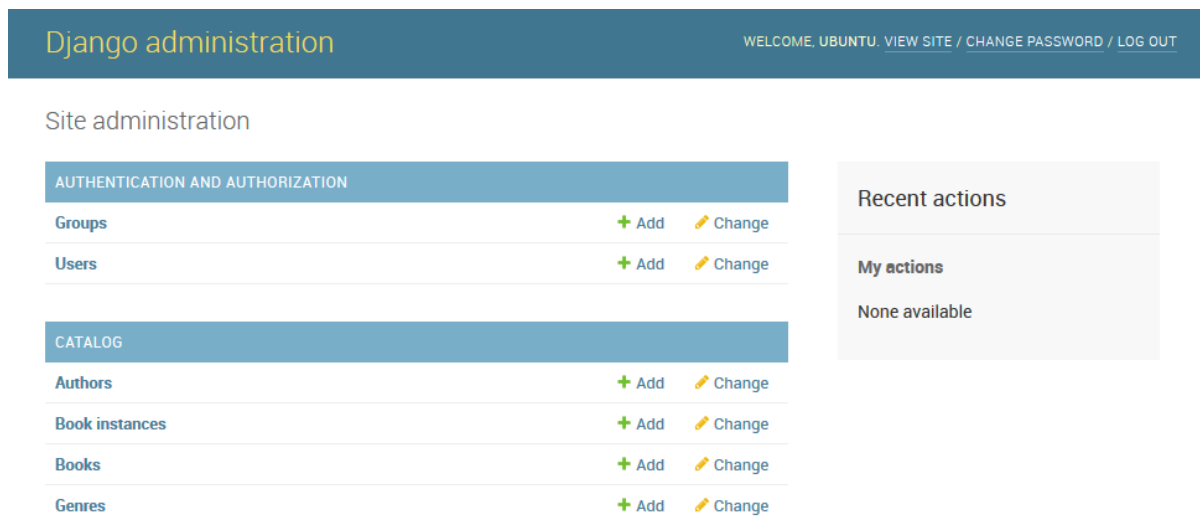 Django administration
WELCOME, UBUNTU. VIEW SITE / CHANGE PASSWORD / LOG OUT
Site administration
AUTHENTICATION AND AUTHORIZATION
Groups + Add Change
Users + Add Change
CATALOG
Authors + Add Change
Book instances + Add Change
Books + Add Change
Genres + Add Change
Recent actions
My actions
None available